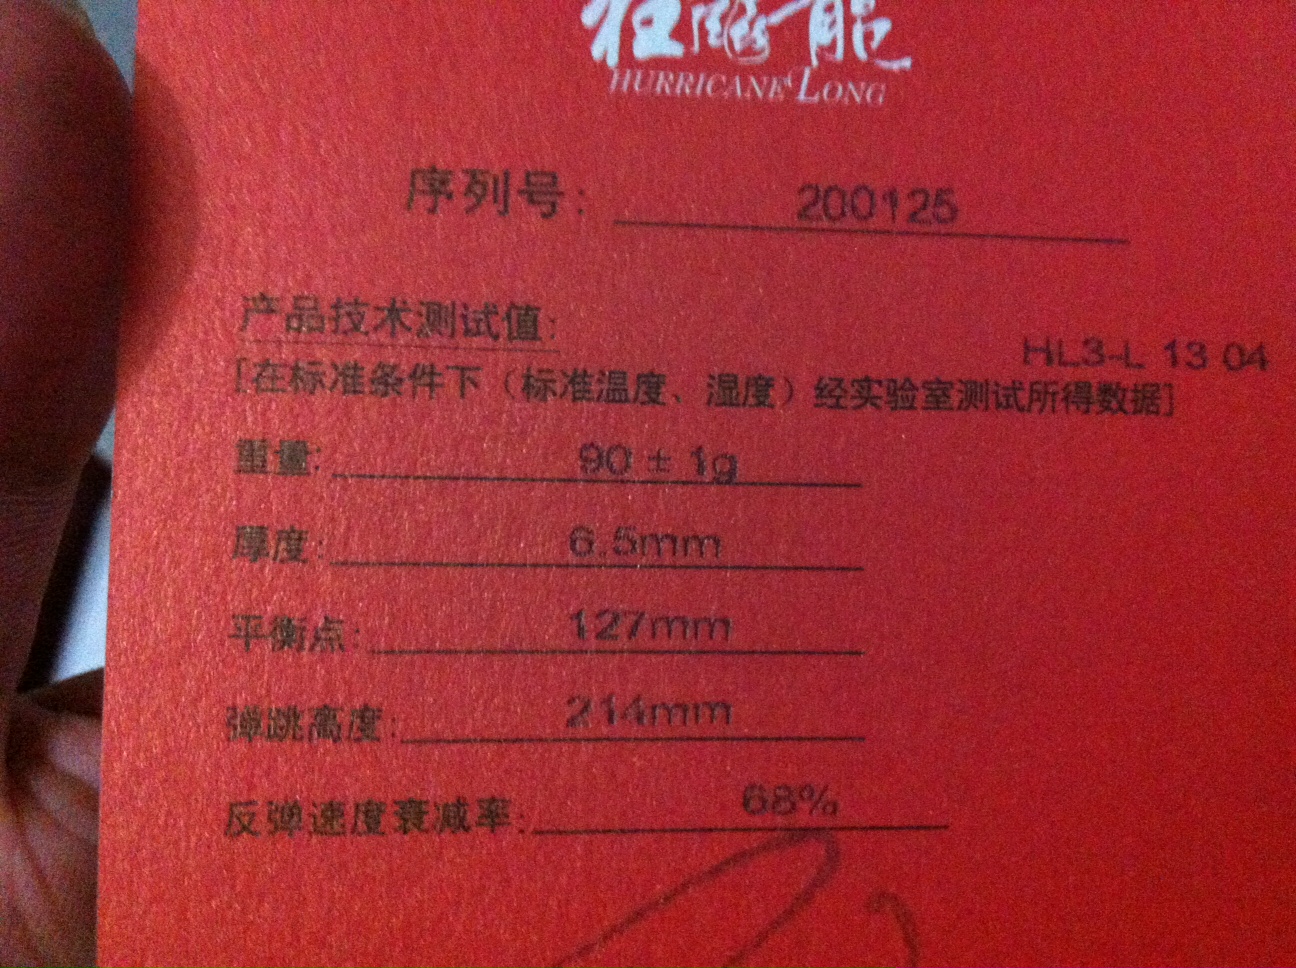 狂飚龍
HURRICANE LONG
序列号: 200125
产品技术测试值:
HL3-L 13 04
[在标准条件下（标准温度、湿度）经实验室测试所得数据]
重量: 90 ± 1g
厚度: 6.5mm
平衡点: 127mm
弹跳高度: 214mm
反弹速度衰减率: 68%